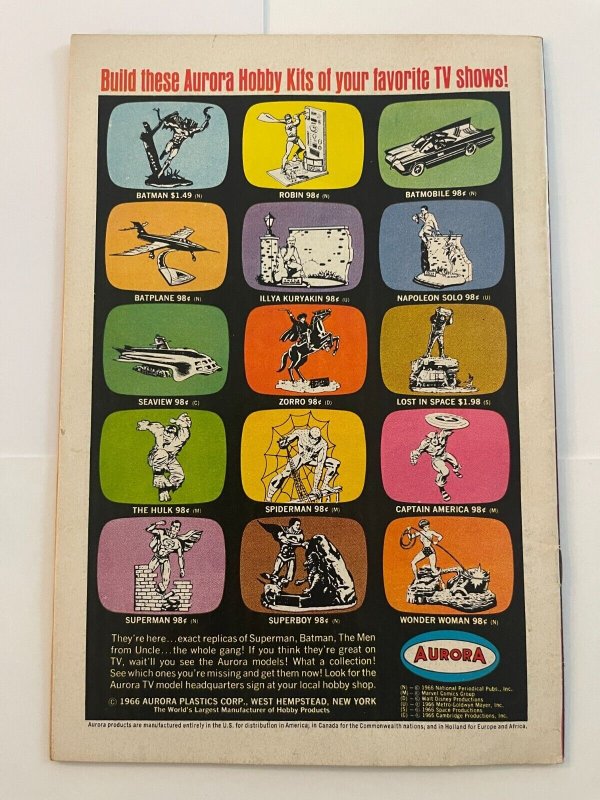 Build these Aurora Hobby Kits of your favorite TV shows!
BATMAN $1.49 (N)
ROBIN 98¢ (N)
BATMOBILE 98¢ (N)
BATPLANE 98¢ (N)
ILLYA KURYAKIN 98¢ (U)
NAPOLEON SOLO 98¢ (U)
SEAVIEW 98¢ (C)
ZORRO 98¢ (D)
LOST IN SPACE $1.98 (S)
THE HULK 98¢ (M)
SPIDERMAN 98¢ (M)
CAPTAIN AMERICA 98¢ (M)
SUPERMAN 98¢ (N)
SUPERBOY 98¢ (N)
WONDER WOMAN 98¢ (N)
They're here...exact replicas of Superman, Batman, The Men
from Uncle...the whole gang! If you think they're great on
TV, wait'll you see the Aurora models! What a collection!
See which ones you're missing and get them now! Look for the
Aurora TV model headquarters sign at your local hobby shop.
© 1966 AURORA PLASTICS CORP., WEST HEMPSTEAD, NEW YORK
The World's Largest Manufacturer of Hobby Products
AURORA
(N) — © 1966 National Periodical Pubs., Inc.
(M) — © Marvel Comics Group
(D) — © Walt Disney Productions
(U) — © 1966 Metro-Goldwyn Mayer, Inc.
(S) — © 1966 Space Productions
(C) — © 1966 Cambridge Productions, Inc.
Aurora products are manufactured entirely in the U.S. for distribution in America; in Canada for the Commonwealth nations; and in Holland for Europe and Africa.